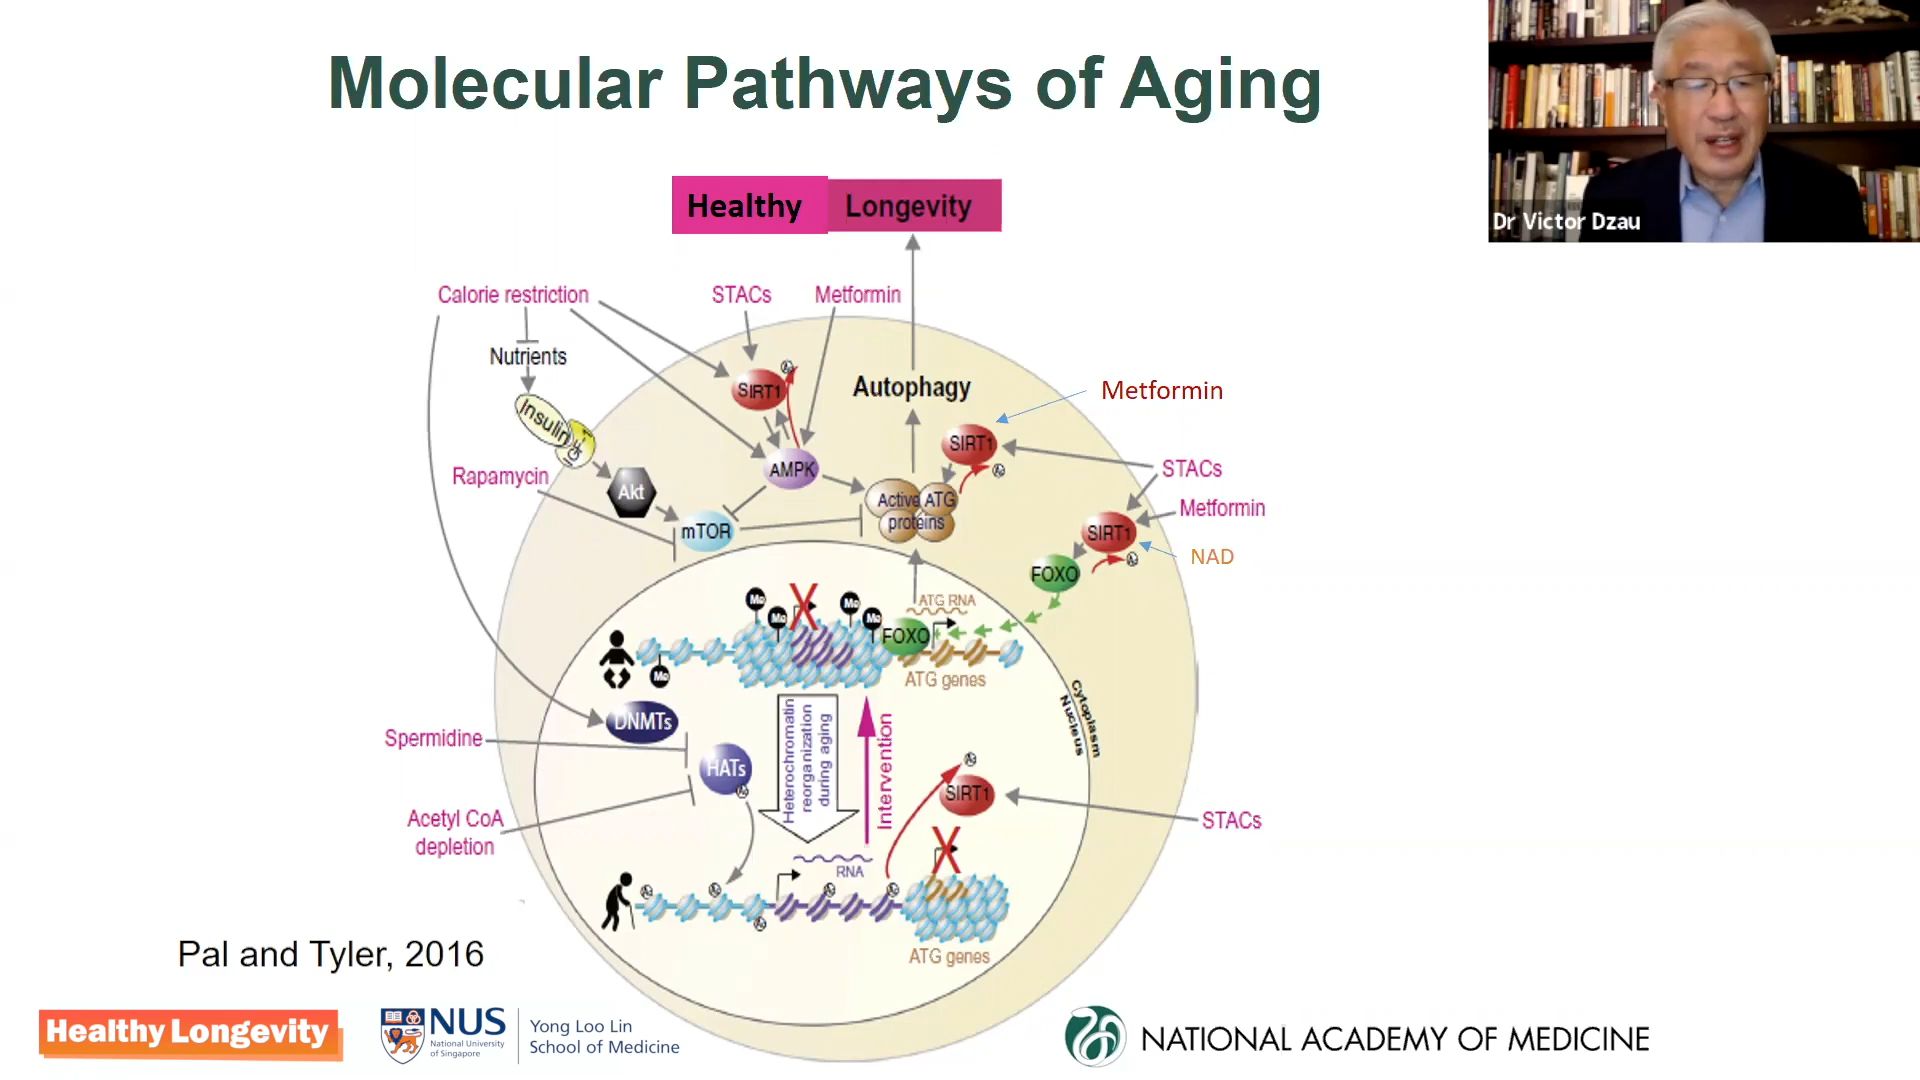 Molecular Pathways of Aging
Dr Victor Dzau
Healthy Longevity
Calorie restriction
STACs
Metformin
Nutrients
Insulin
SIRT1
Autophagy
Metformin
Rapamycin
Akt
AMPK
SIRT1
STACs
mTOR
Active ATG
proteins
Metformin
SIRT1
NAD
FOXO
Me
Me
Me
Me
X
ATG RNA
FOXO
Me
ATG genes
Cytoplasm
Nucleus
DNMTs
Spermidine
HATs
Heterochromatin
reorganization
during aging
Intervention
SIRT1
Acetyl CoA
depletion
STACs
X
RNA
Ac
ATG genes
Pal and Tyler, 2016
Healthy Longevity
NUS
National University
of Singapore
Yong Loo Lin
School of Medicine
NATIONAL ACADEMY OF MEDICINE